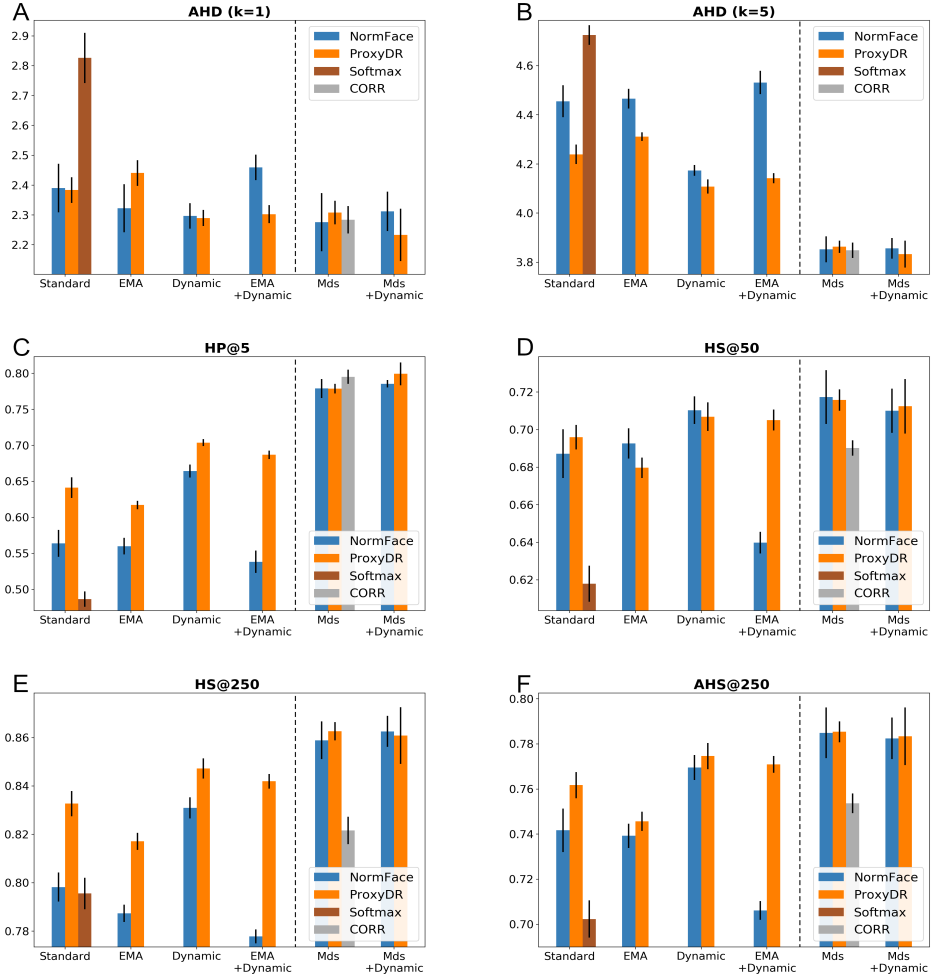 A
AHD (k=1)
2.9
2.8
2.7
2.6
2.5
2.4
2.3
2.2
NormFace
ProxyDR
Softmax
CORR
Standard
EMA
Dynamic
EMA
+Dynamic
Mds
Mds
+Dynamic
B
AHD (k=5)
4.6
4.4
4.2
4.0
3.8
NormFace
ProxyDR
Softmax
CORR
Standard
EMA
Dynamic
EMA
+Dynamic
Mds
Mds
+Dynamic
C
HP@5
0.80
0.75
0.70
0.65
0.60
0.55
0.50
NormFace
ProxyDR
Softmax
CORR
Standard
EMA
Dynamic
EMA
+Dynamic
Mds
Mds
+Dynamic
D
HS@50
0.72
0.70
0.68
0.66
0.64
0.62
NormFace
ProxyDR
Softmax
CORR
Standard
EMA
Dynamic
EMA
+Dynamic
Mds
Mds
+Dynamic
E
HS@250
0.86
0.84
0.82
0.80
0.78
NormFace
ProxyDR
Softmax
CORR
Standard
EMA
Dynamic
EMA
+Dynamic
Mds
Mds
+Dynamic
F
AHS@250
0.80
0.78
0.76
0.74
0.72
0.70
NormFace
ProxyDR
Softmax
CORR
Standard
EMA
Dynamic
EMA
+Dynamic
Mds
Mds
+Dynamic